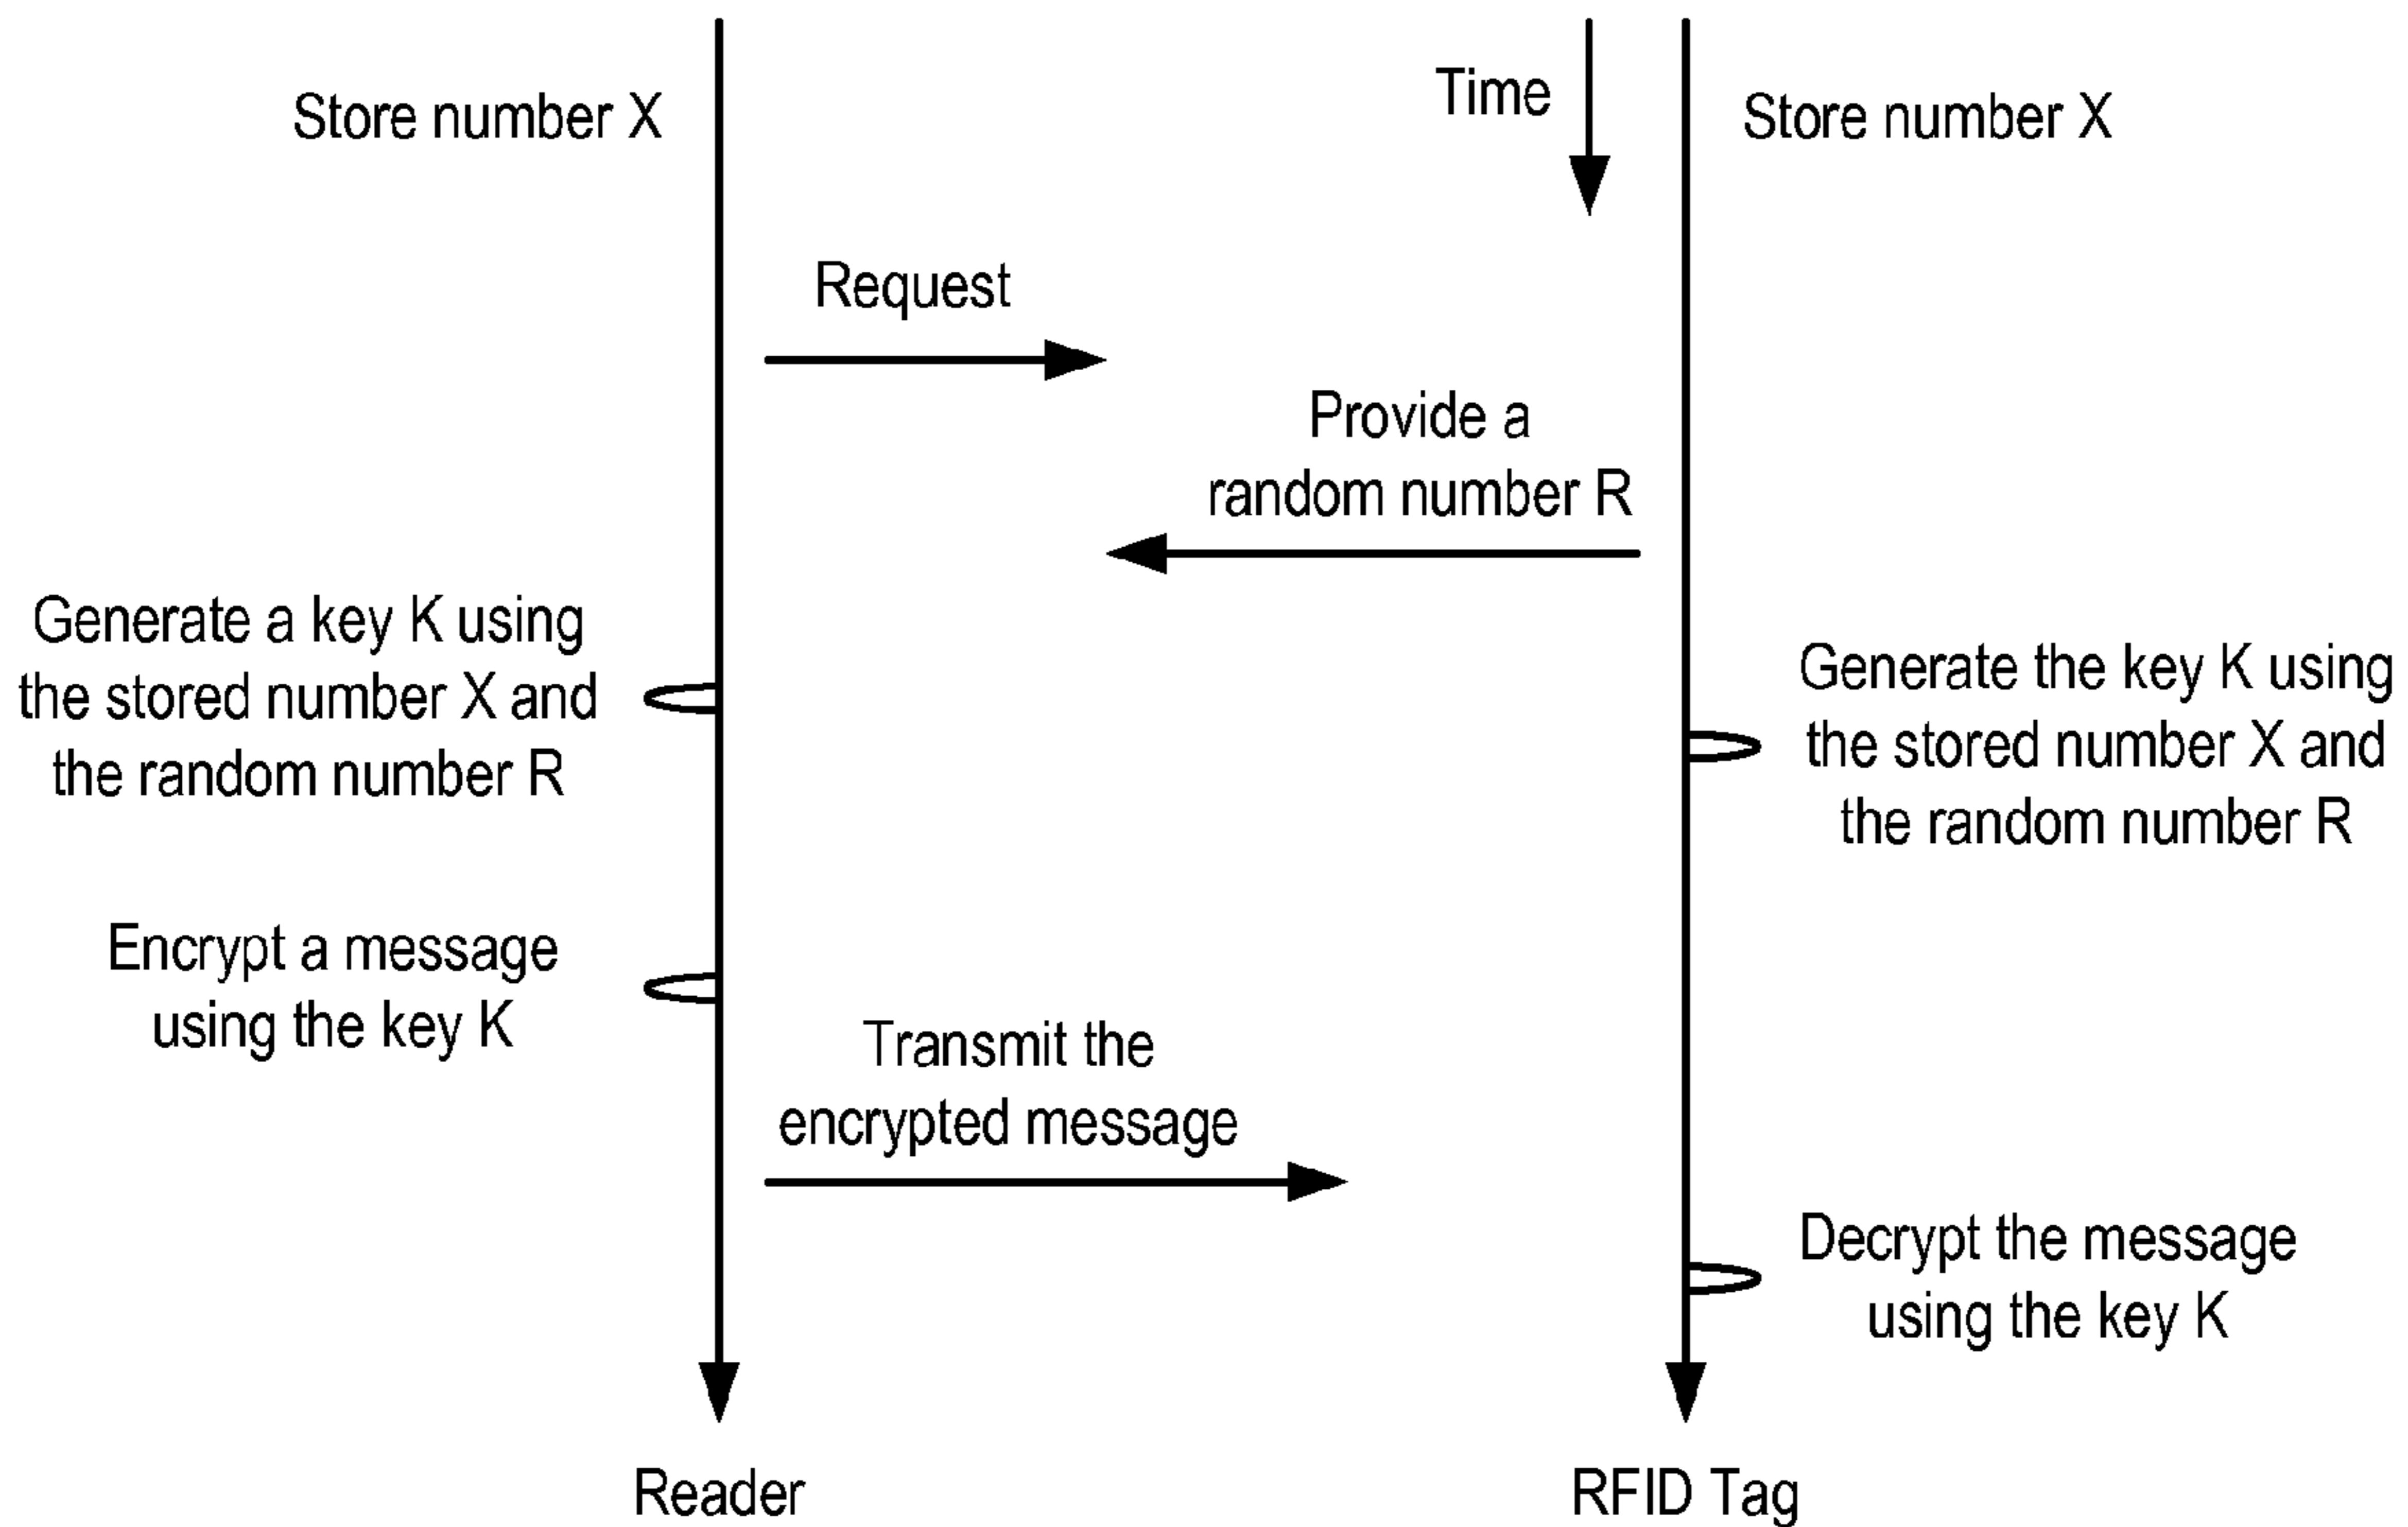 Store number X
Time
Store number X
Request
Provide a
random number R
Generate a key K using
the stored number X and
the random number R
Generate the key K using
the stored number X and
the random number R
Encrypt a message
using the key K
Transmit the
encrypted message
Decrypt the message
using the key K
Reader
RFID Tag